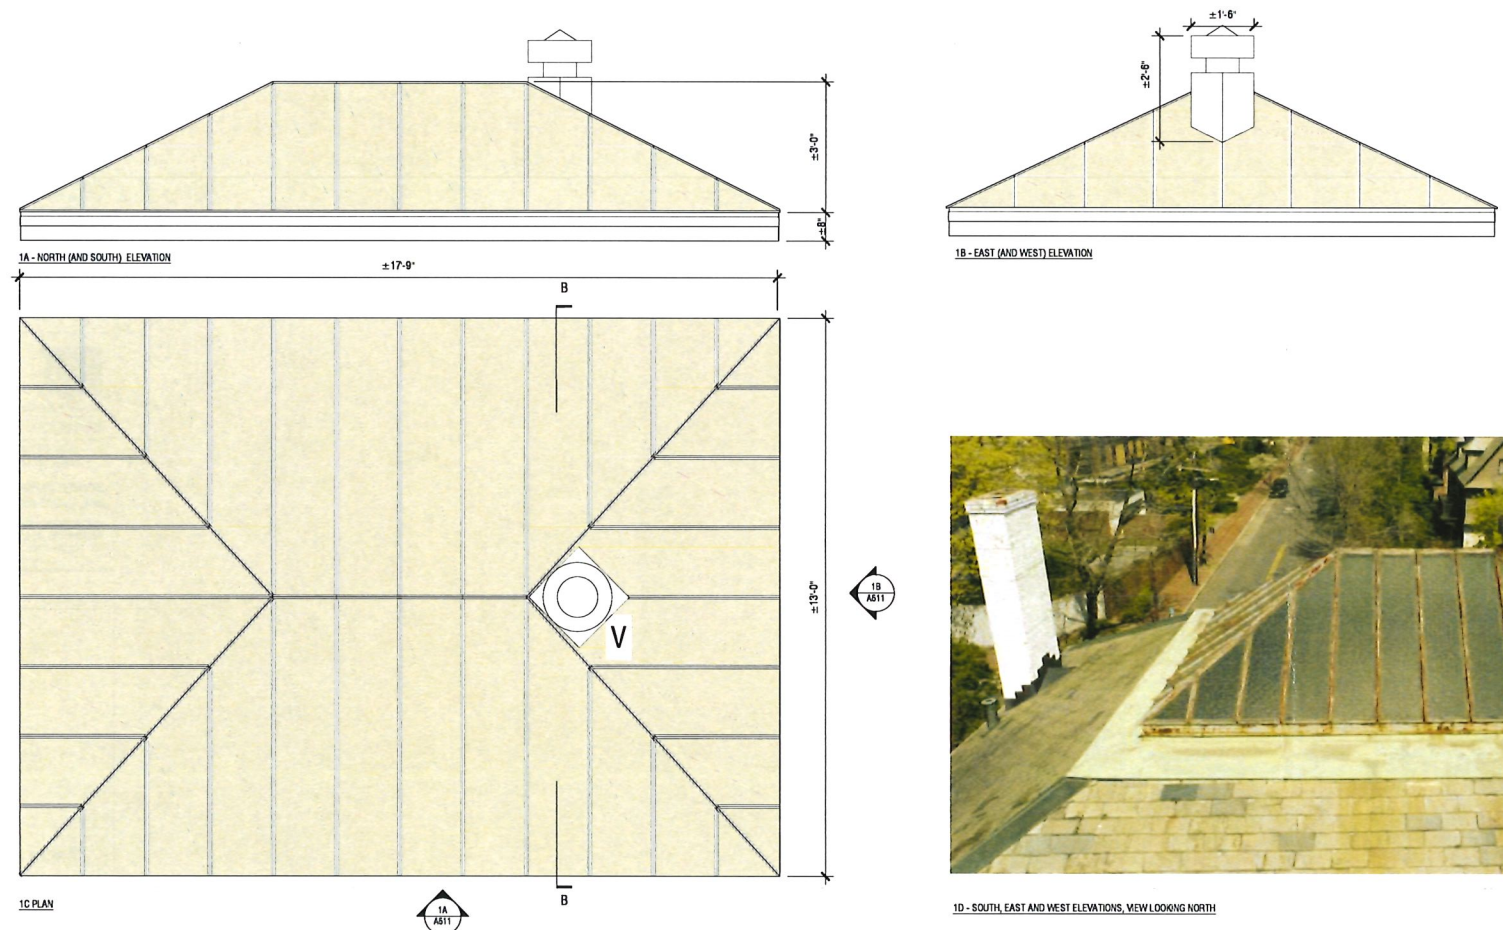 ±1'-6"
±2'-6"
±3'-0"
±8"
1A - NORTH (AND SOUTH) ELEVATION
1B - EAST (AND WEST) ELEVATION
±17'-9"
B
±13'-0"
1B
A511
V
B
1C PLAN
1A
A511
1D - SOUTH, EAST AND WEST ELEVATIONS, VIEW LOOKING NORTH